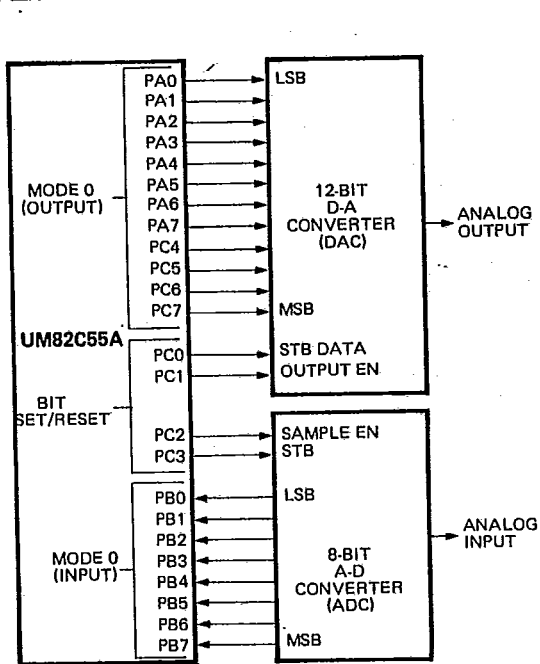 PA0
PA1
PA2
PA3
PA4
PA5
PA6
PA7
PC4
PC5
PC6
PC7
MODE 0
(OUTPUT)
LSB
12-BIT
D-A
CONVERTER
(DAC)
MSB
STB DATA
OUTPUT EN
ANALOG
OUTPUT
UM82C55A
PC0
PC1
BIT
SET/RESET
PC2
PC3
SAMPLE EN
STB
PB0
PB1
PB2
PB3
PB4
PB5
PB6
PB7
MODE 0
(INPUT)
LSB
8-BIT
A-D
CONVERTER
(ADC)
MSB
ANALOG
INPUT